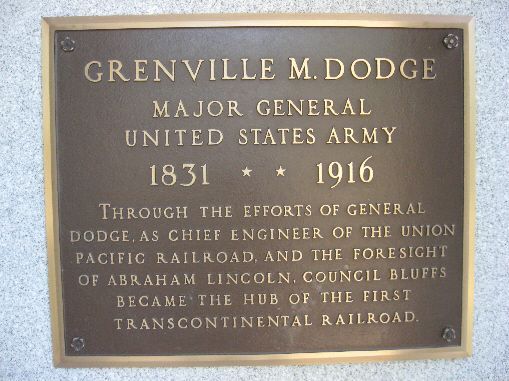 GRENVILLE M. DODGE
MAJOR GENERAL
UNITED STATES ARMY
1831 ★ ★ 1916
THROUGH THE EFFORTS OF GENERAL
DODGE, AS CHIEF ENGINEER OF THE UNION
PACIFIC RAILROAD, AND THE FORESIGHT
OF ABRAHAM LINCOLN, COUNCIL BLUFFS
BECAME THE HUB OF THE FIRST
TRANSCONTINENTAL RAILROAD.